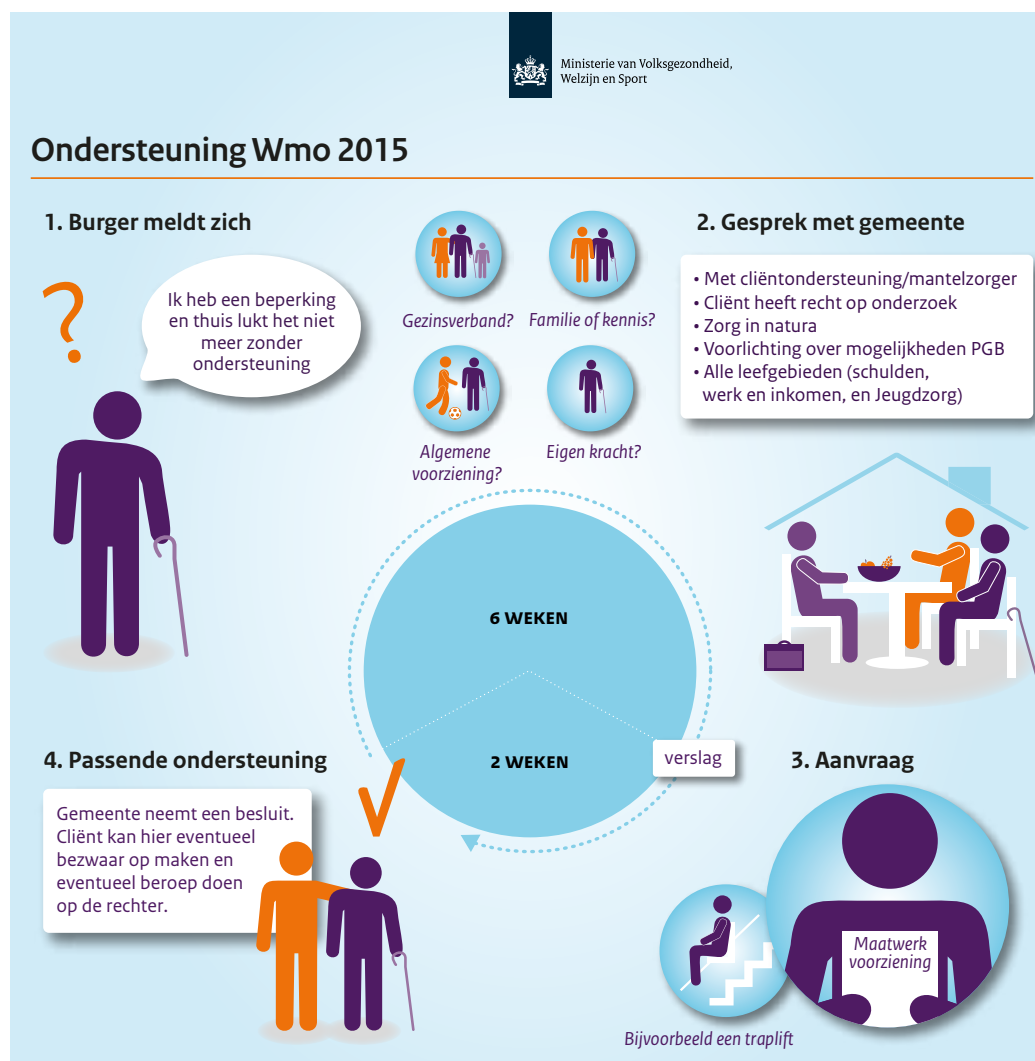 Ministerie van Volksgezondheid,
Welzijn en Sport
Ondersteuning Wmo 2015
1. Burger meldt zich
Ik heb een beperking
en thuis lukt het niet
meer zonder
ondersteuning
Gezinsverband?
Familie of kennis?
Algemene
voorziening?
Eigen kracht?
2. Gesprek met gemeente
• Met cliëntondersteuning/mantelzorger
• Cliënt heeft recht op onderzoek
• Zorg in natura
• Voorlichting over mogelijkheden PGB
• Alle leefgebieden (schulden,
werk en inkomen, en Jeugdzorg)
6 WEKEN
2 WEKEN
verslag
3. Aanvraag
Maatwerk
voorziening
Bijvoorbeeld een traplift
4. Passende ondersteuning
Gemeente neemt een besluit.
Cliënt kan hier eventueel
bezwaar op maken en
eventueel beroep doen
op de rechter.